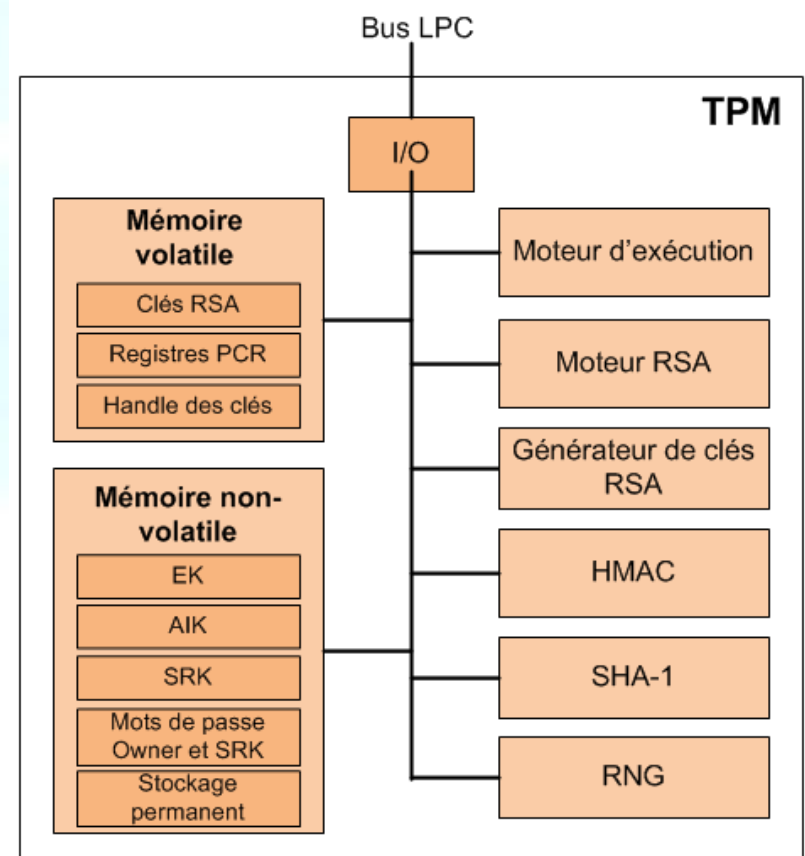 Bus LPC
TPM
I/O
Mémoire
volatile
Clés RSA
Registres PCR
Handle des clés
Mémoire non-
volatile
EK
AIK
SRK
Mots de passe
Owner et SRK
Stockage
permanent
Moteur d'exécution
Moteur RSA
Générateur de clés
RSA
HMAC
SHA-1
RNG